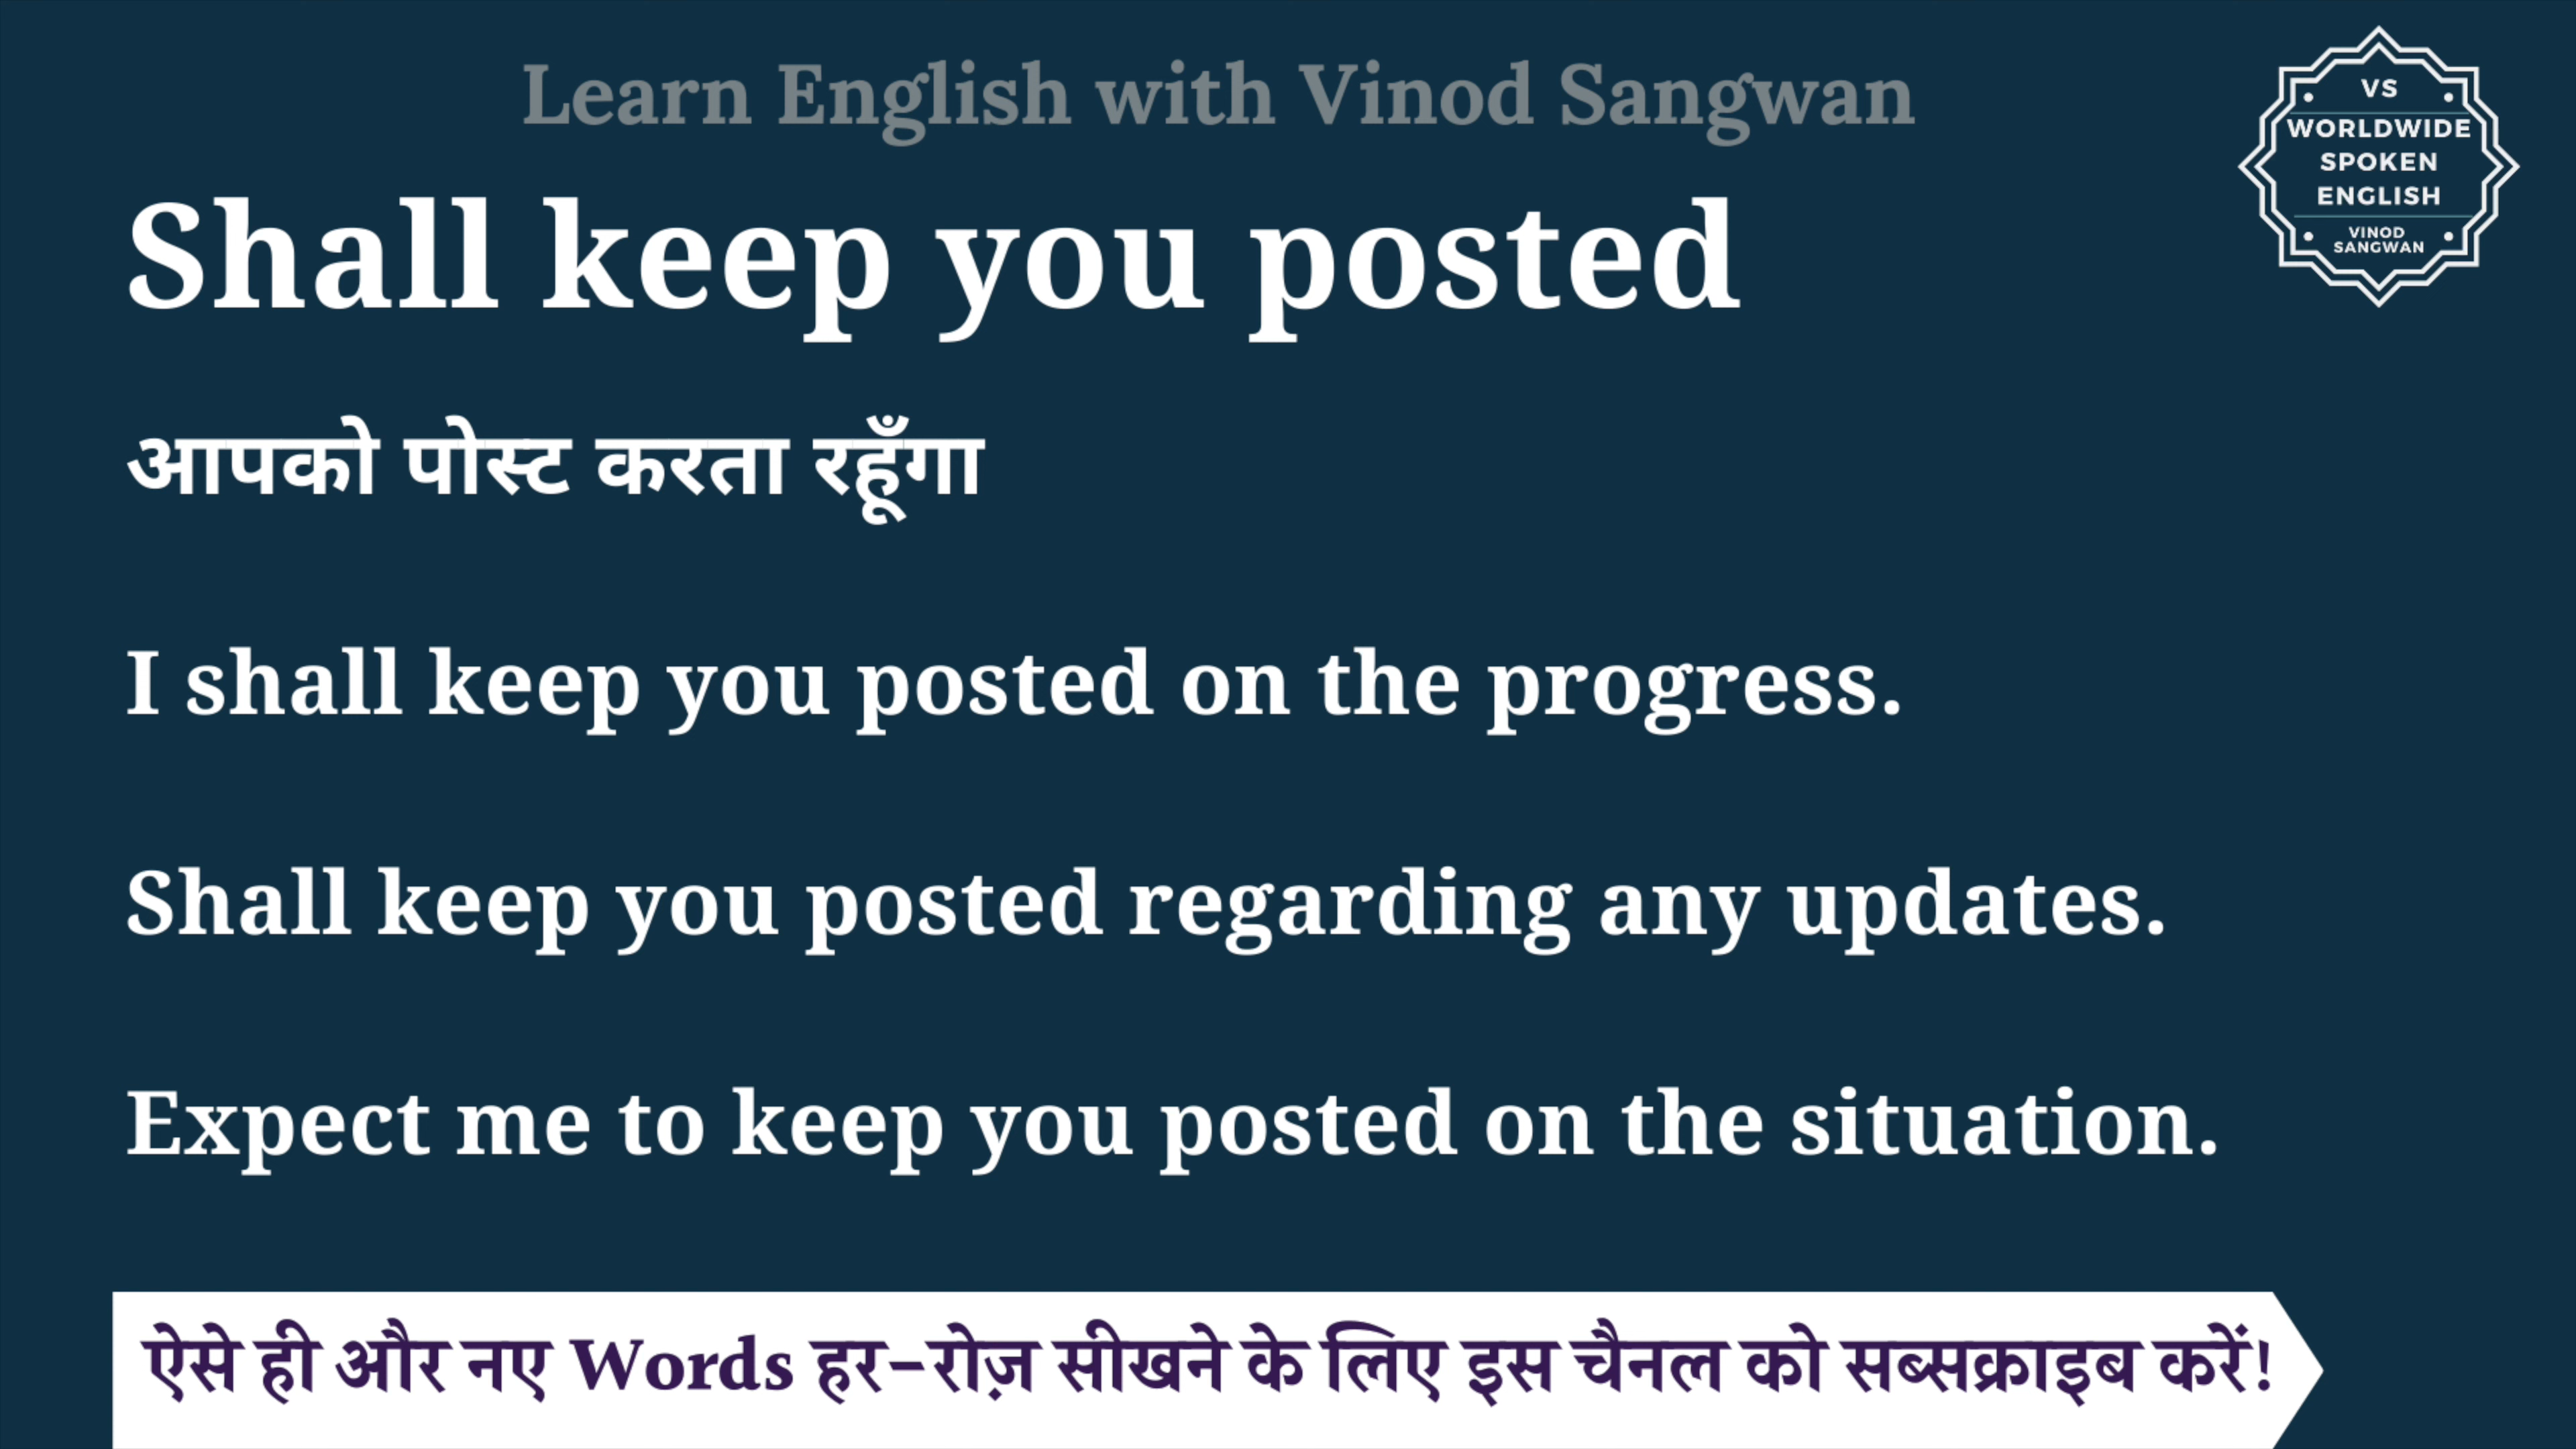 Learn English with Vinod Sangwan
VS
WORLDWIDE
SPOKEN
ENGLISH
VINOD
SANGWAN
Shall keep you posted
आपको पोस्ट करता रहूँगा
I shall keep you posted on the progress.
Shall keep you posted regarding any updates.
Expect me to keep you posted on the situation.
ऐसे ही और नए Words हर-रोज़ सीखने के लिए इस चैनल को सब्सक्राइब करें!